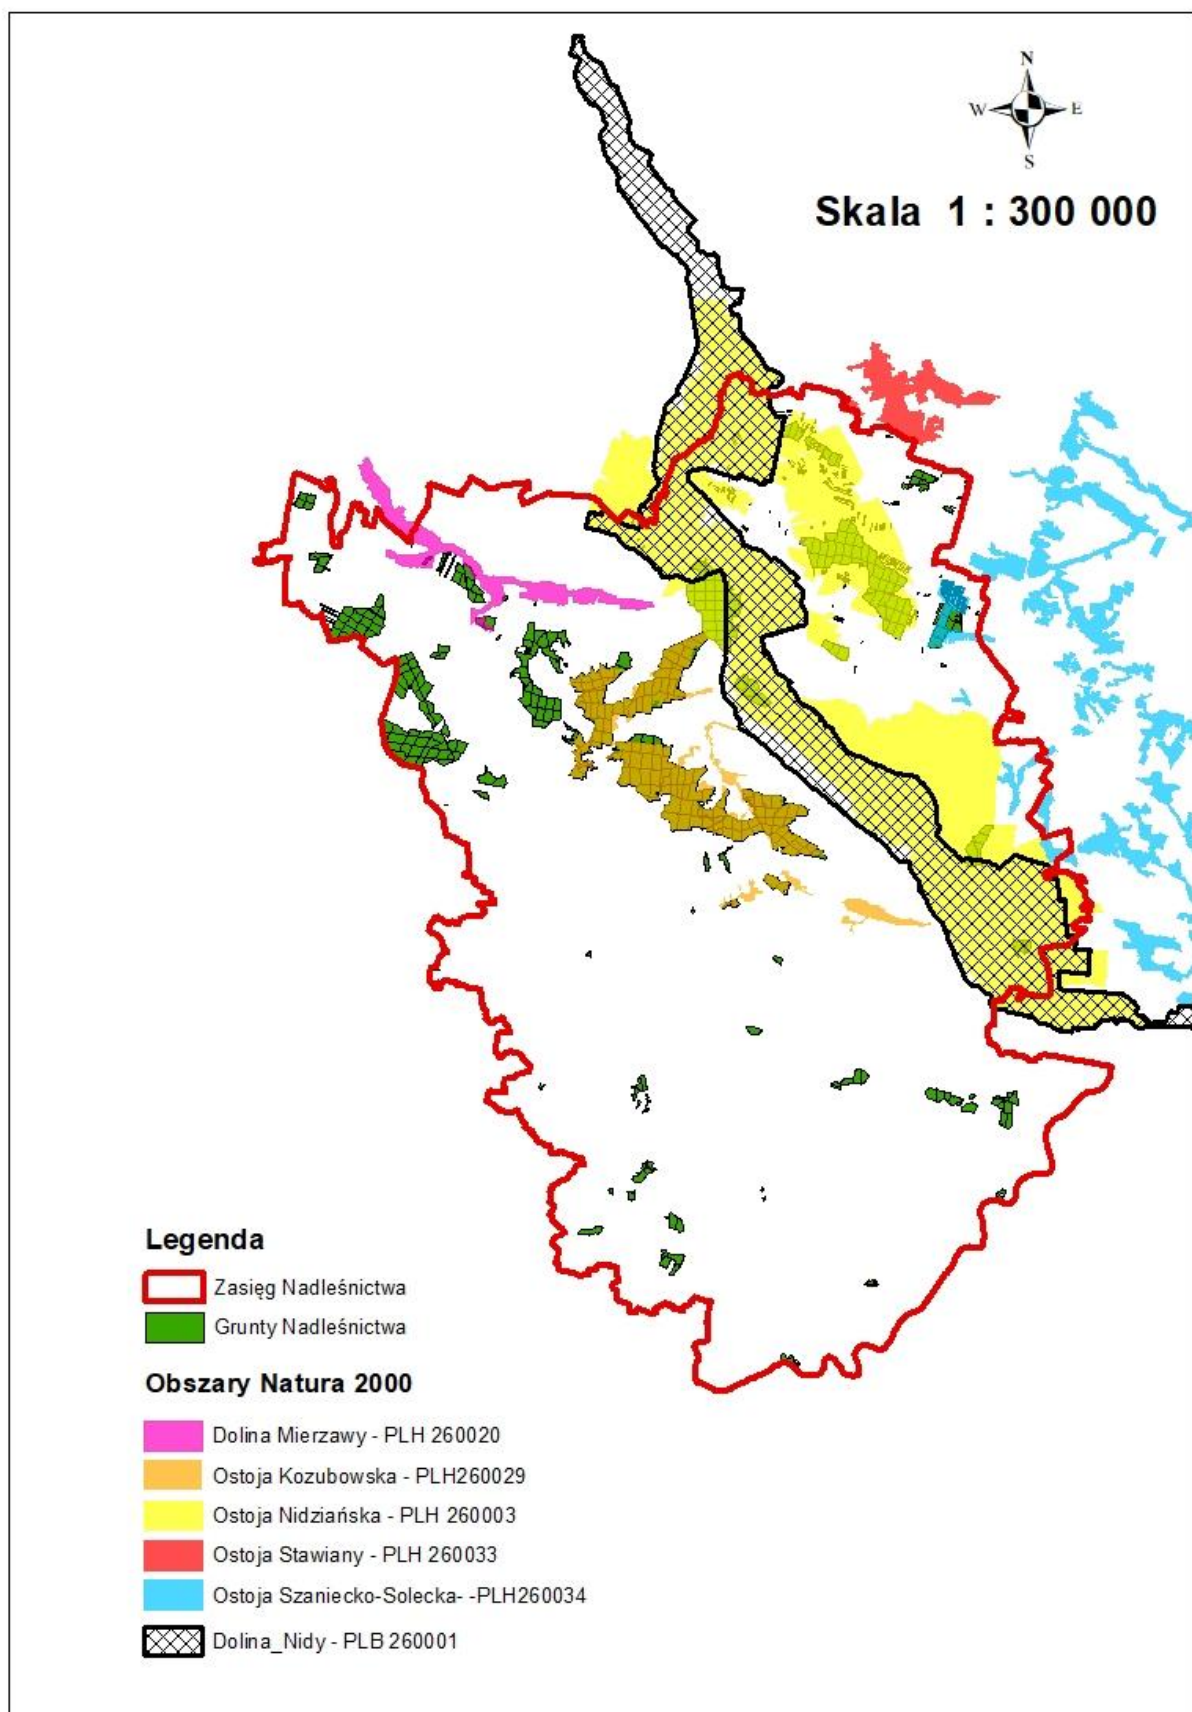 N
W E
S
Skala 1 : 300 000
Legenda
Zasięg Nadleśnictwa
Grunty Nadleśnictwa
Obszary Natura 2000
Dolina Mierzawy - PLH 260020
Ostoja Kozubowska - PLH260029
Ostoja Nidziańska - PLH 260003
Ostoja Stawiany - PLH 260033
Ostoja Szaniecko-Solecka- -PLH260034
Dolina_Nidy - PLB 260001